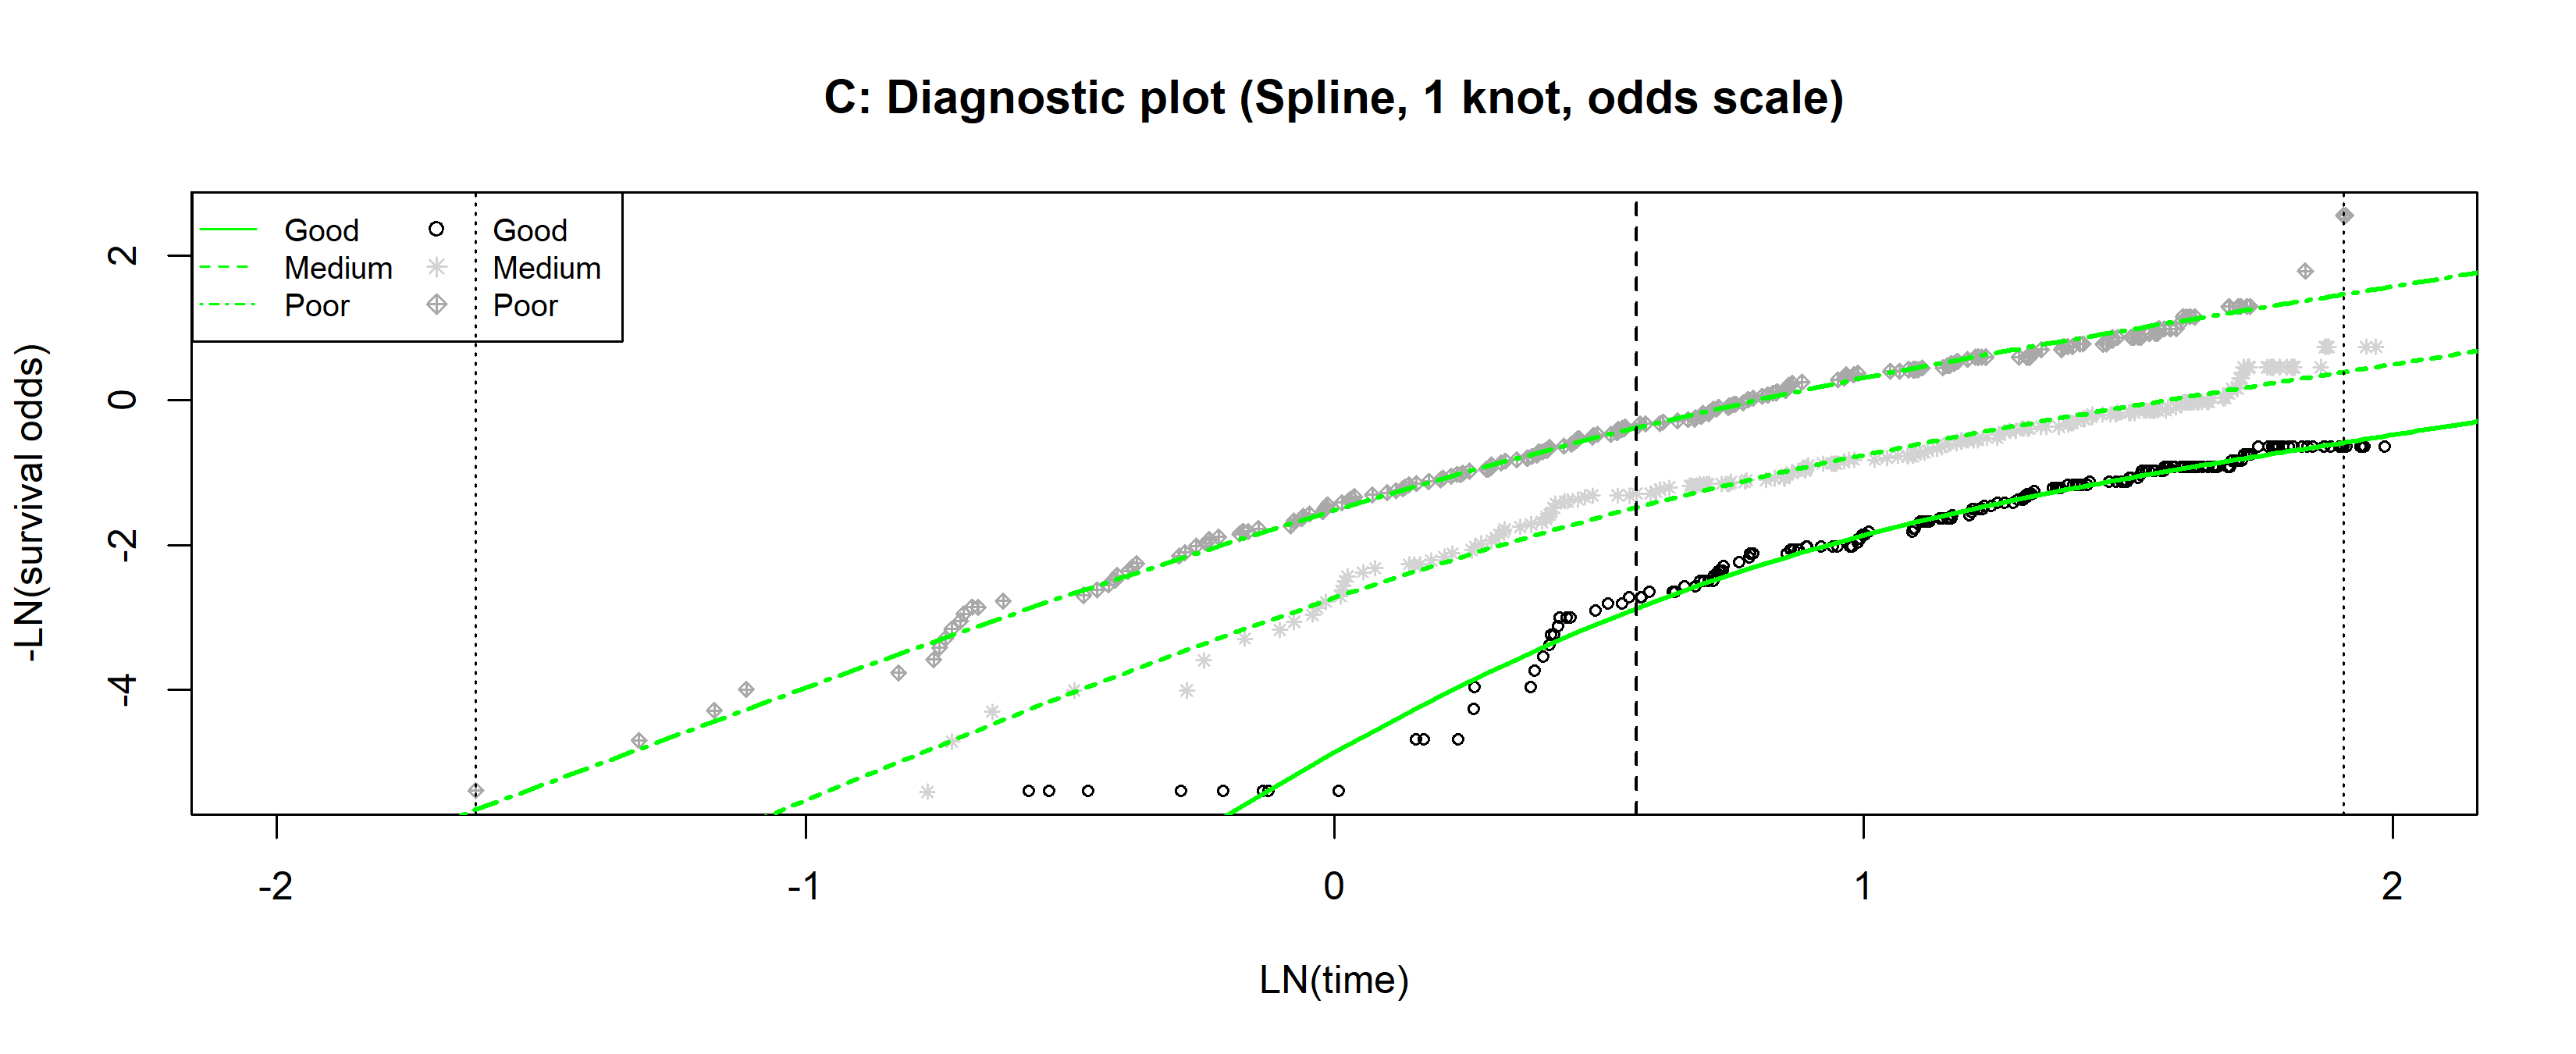 C: Diagnostic plot (Spline, 1 knot, odds scale)
Good Good
Medium Medium
Poor Poor
-LN(survival odds)
2
0
-2
-4
-2 -1 0 1 2
LN(time)